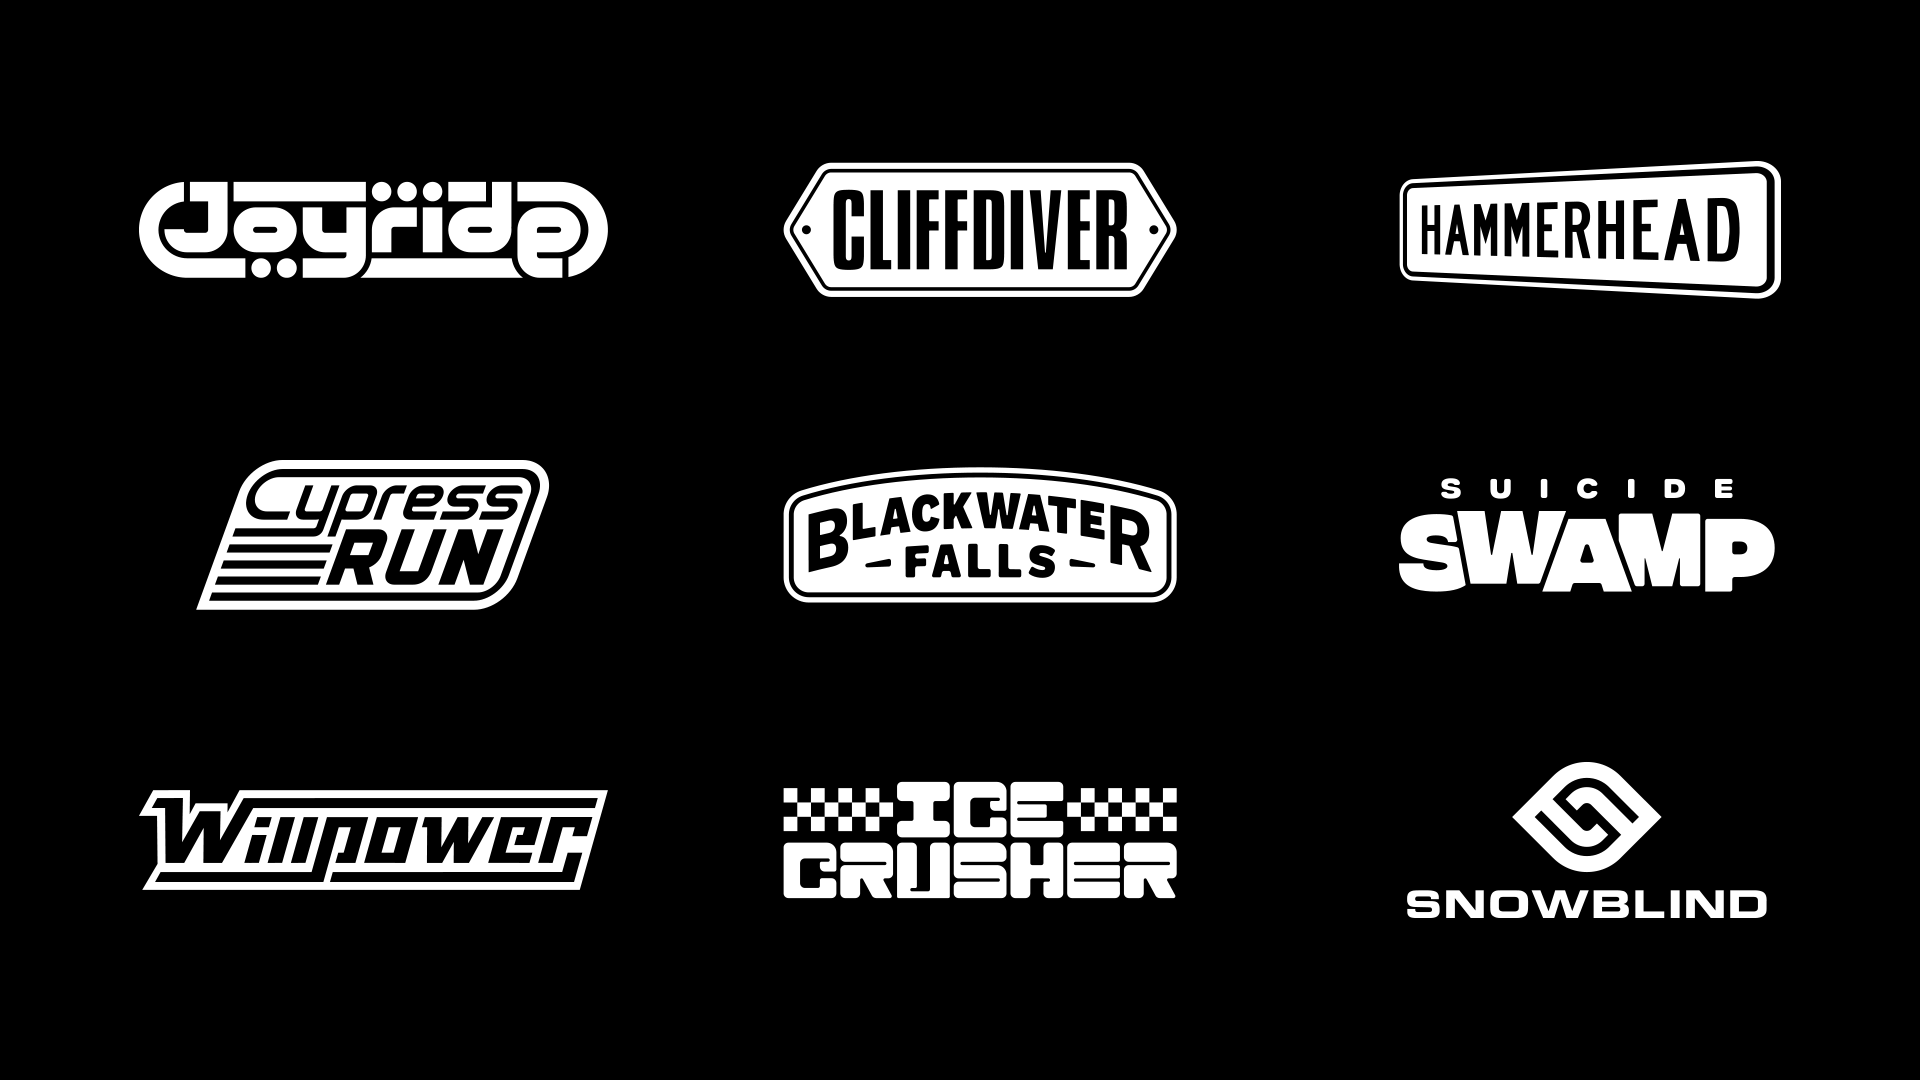 Joyride
CLIFFDIVER
HAMMERHEAD
Cypress
RUN
BLACKWATER
FALLS
SUICIDE
SWAMP
Willpower
ICE
CRUSHER
SNOWBLIND